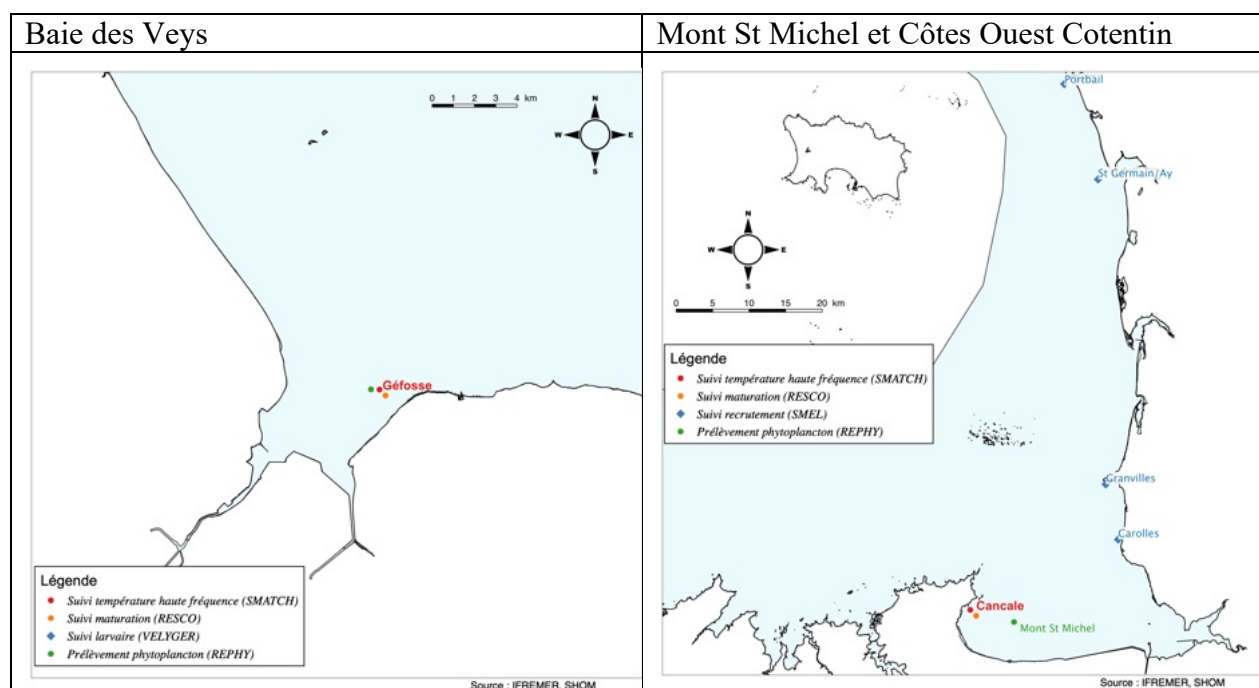 Baie des Veys
Mont St Michel et Côtes Ouest Cotentin
0 1 2 3 4 km
N
W E
S
Géfosse
Légende
Suivi température haute fréquence (SMATCH)
Suivi maturation (RESCO)
Suivi larvaire (VELYGER)
Prélèvement phytoplancton (REPHY)
Source : IFREMER, SHOM
Portbail
St Germain/Ay
N
W E
S
0 5 10 15 20 km
Légende
Suivi température haute fréquence (SMATCH)
Suivi maturation (RESCO)
Suivi recrutement (SMEL)
Prélèvement phytoplancton (REPHY)
Granvilles
Carolles
Cancale
Mont St Michel
Source : IFREMER, SHOM